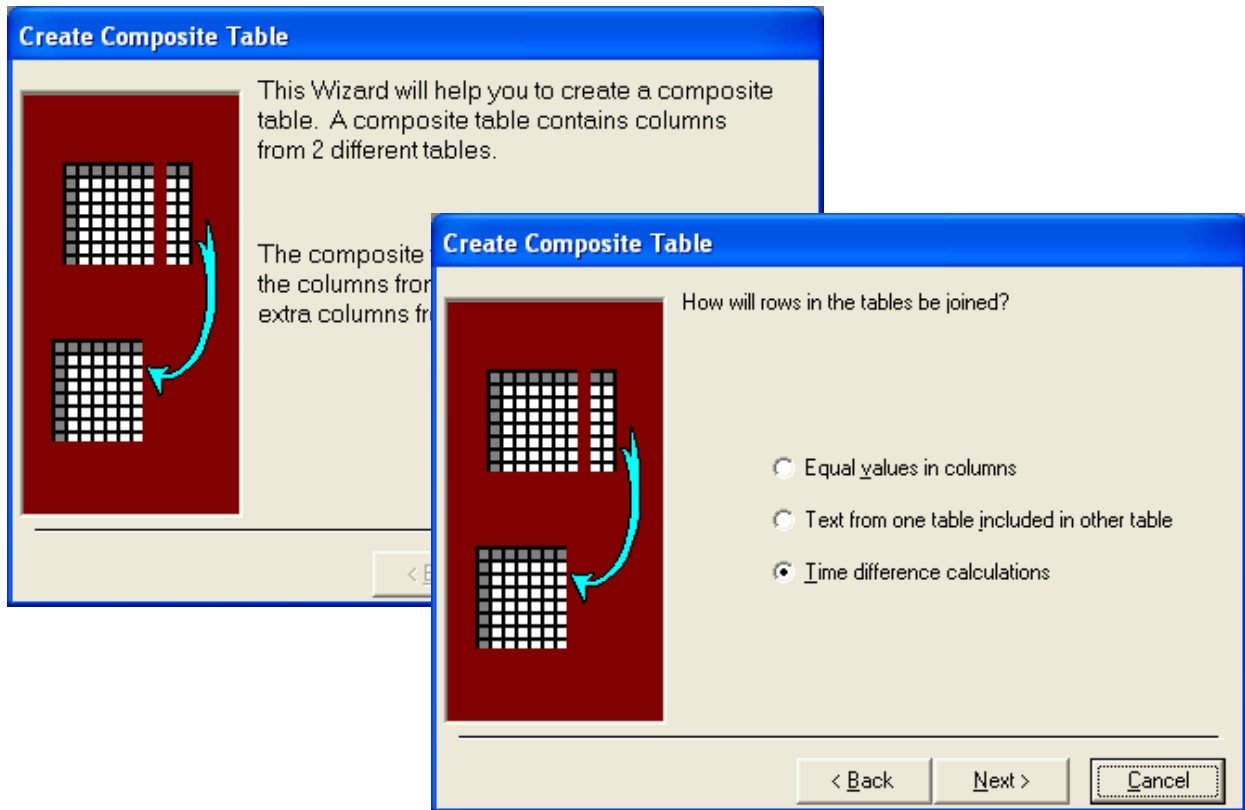 Create Composite Table
This Wizard will help you to create a composite
table. A composite table contains columns
from 2 different tables.
The composite
the columns
extra columns
<
Create Composite Table
How will rows in the tables be joined?
Equal values in columns
Text from one table included in other table
Time difference calculations
< Back
Next >
Cancel